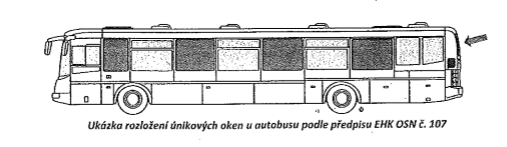 Ukázka rozložení únikových oken u autobusu podle předpisu EHK OSN č. 107